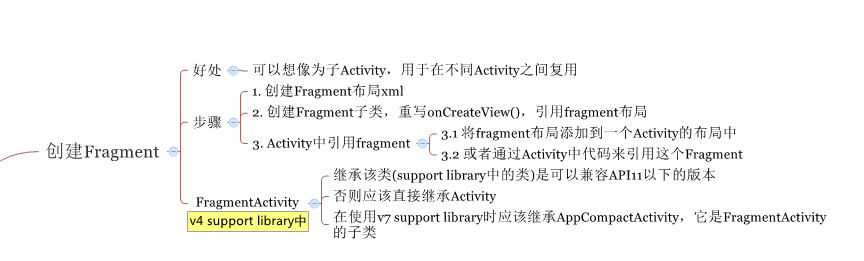 创建Fragment
好处
可以想像为子Activity，用于在不同Activity之间复用
步骤
1. 创建Fragment布局xml
2. 创建Fragment子类，重写onCreateView()，引用fragment布局
3. Activity中引用fragment
3.1 将fragment布局添加到一个Activity的布局中
3.2 或者通过Activity中代码来引用这个Fragment
FragmentActivity
v4 support library中
继承该类(support library中的类)是可以兼容API11以下的版本
否则应该直接继承Activity
在使用v7 support library时应该继承AppCompactActivity，它是FragmentActivity
的子类